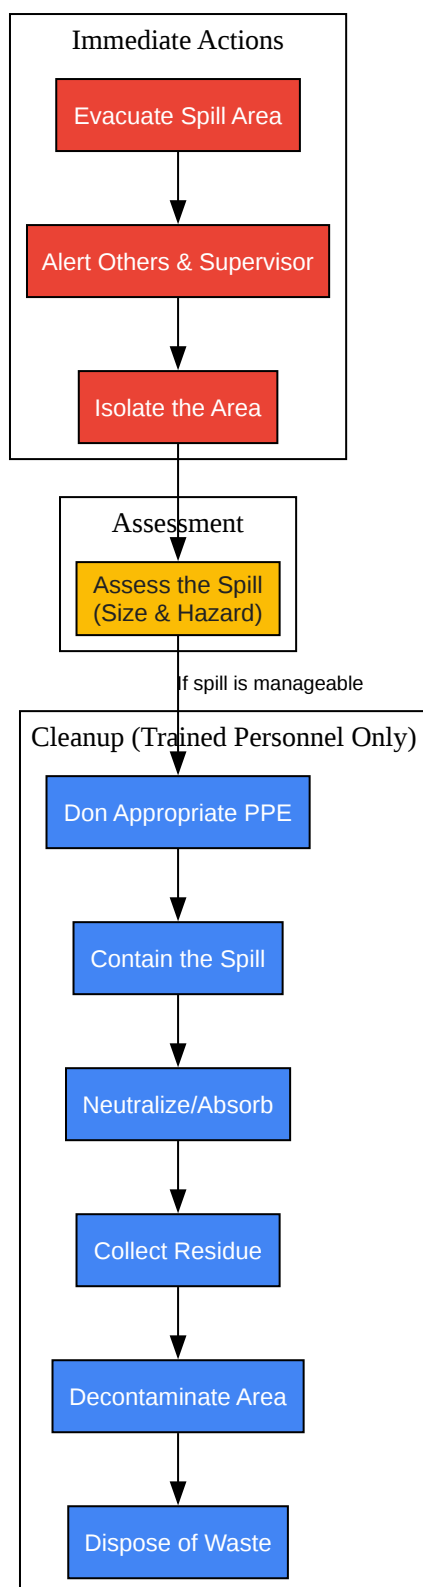 Immediate Actions
Evacuate Spill Area
Alert Others & Supervisor
Isolate the Area
Assessment
Assess the Spill
(Size & Hazard)
If spill is manageable
Cleanup (Trained Personnel Only)
Don Appropriate PPE
Contain the Spill
Neutralize/Absorb
Collect Residue
Decontaminate Area
Dispose of Waste